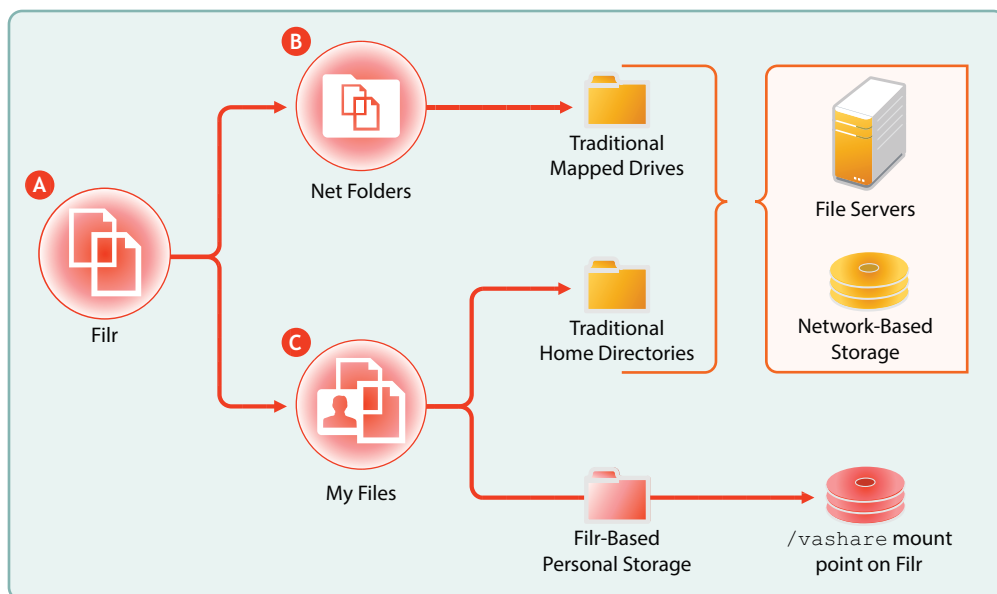 B
Net Folders
Traditional
Mapped Drives
File Servers
A
Filr
Traditional
Home Directories
Network-Based
Storage
C
My Files
Filr-Based
Personal Storage
/vashare mount
point on Filr